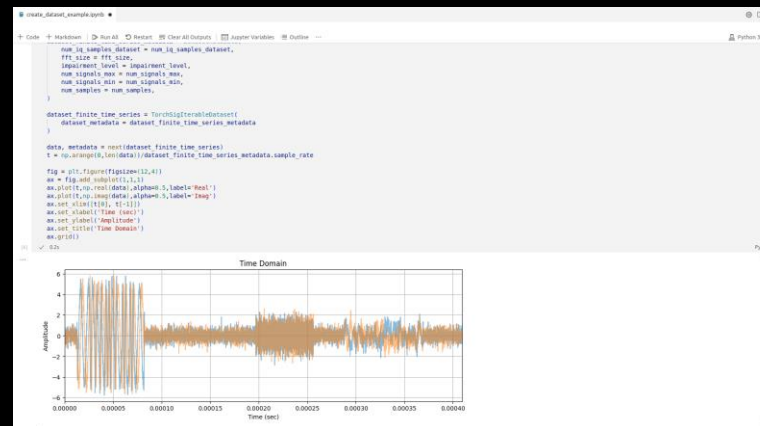 create_dataset_example.ipynb ●
+ Code + Markdown | Run All Restart Clear All Outputs | Jupyter Variables Outline ···
Python 3
num_iq_samples_dataset = num_iq_samples_dataset,
fft_size = fft_size,
impairment_level = impairment_level,
num_signals_max = num_signals_max,
num_signals_min = num_signals_min,
num_samples = num_samples,
)
dataset_finite_time_series = TorchSigIterableDataset(
dataset_metadata = dataset_finite_time_series_metadata
)
data, metadata = next(dataset_finite_time_series)
t = np.arange(0,len(data))/dataset_finite_time_series_metadata.sample_rate
fig = plt.figure(figsize=(12,4))
ax = fig.add_subplot(1,1,1)
ax.plot(t,np.real(data),alpha=0.5,label='Real')
ax.plot(t,np.imag(data),alpha=0.5,label='Imag')
ax.set_xlim([t[0], t[-1]])
ax.set_xlabel('Time (sec)')
ax.set_ylabel('Amplitude')
ax.set_title('Time Domain')
ax.grid()
✓ 0.2s
Time Domain
6
4
2
0
−2
−4
−6
Amplitude
0.00000 0.00005 0.00010 0.00015 0.00020 0.00025 0.00030 0.00035 0.00040
Time (sec)